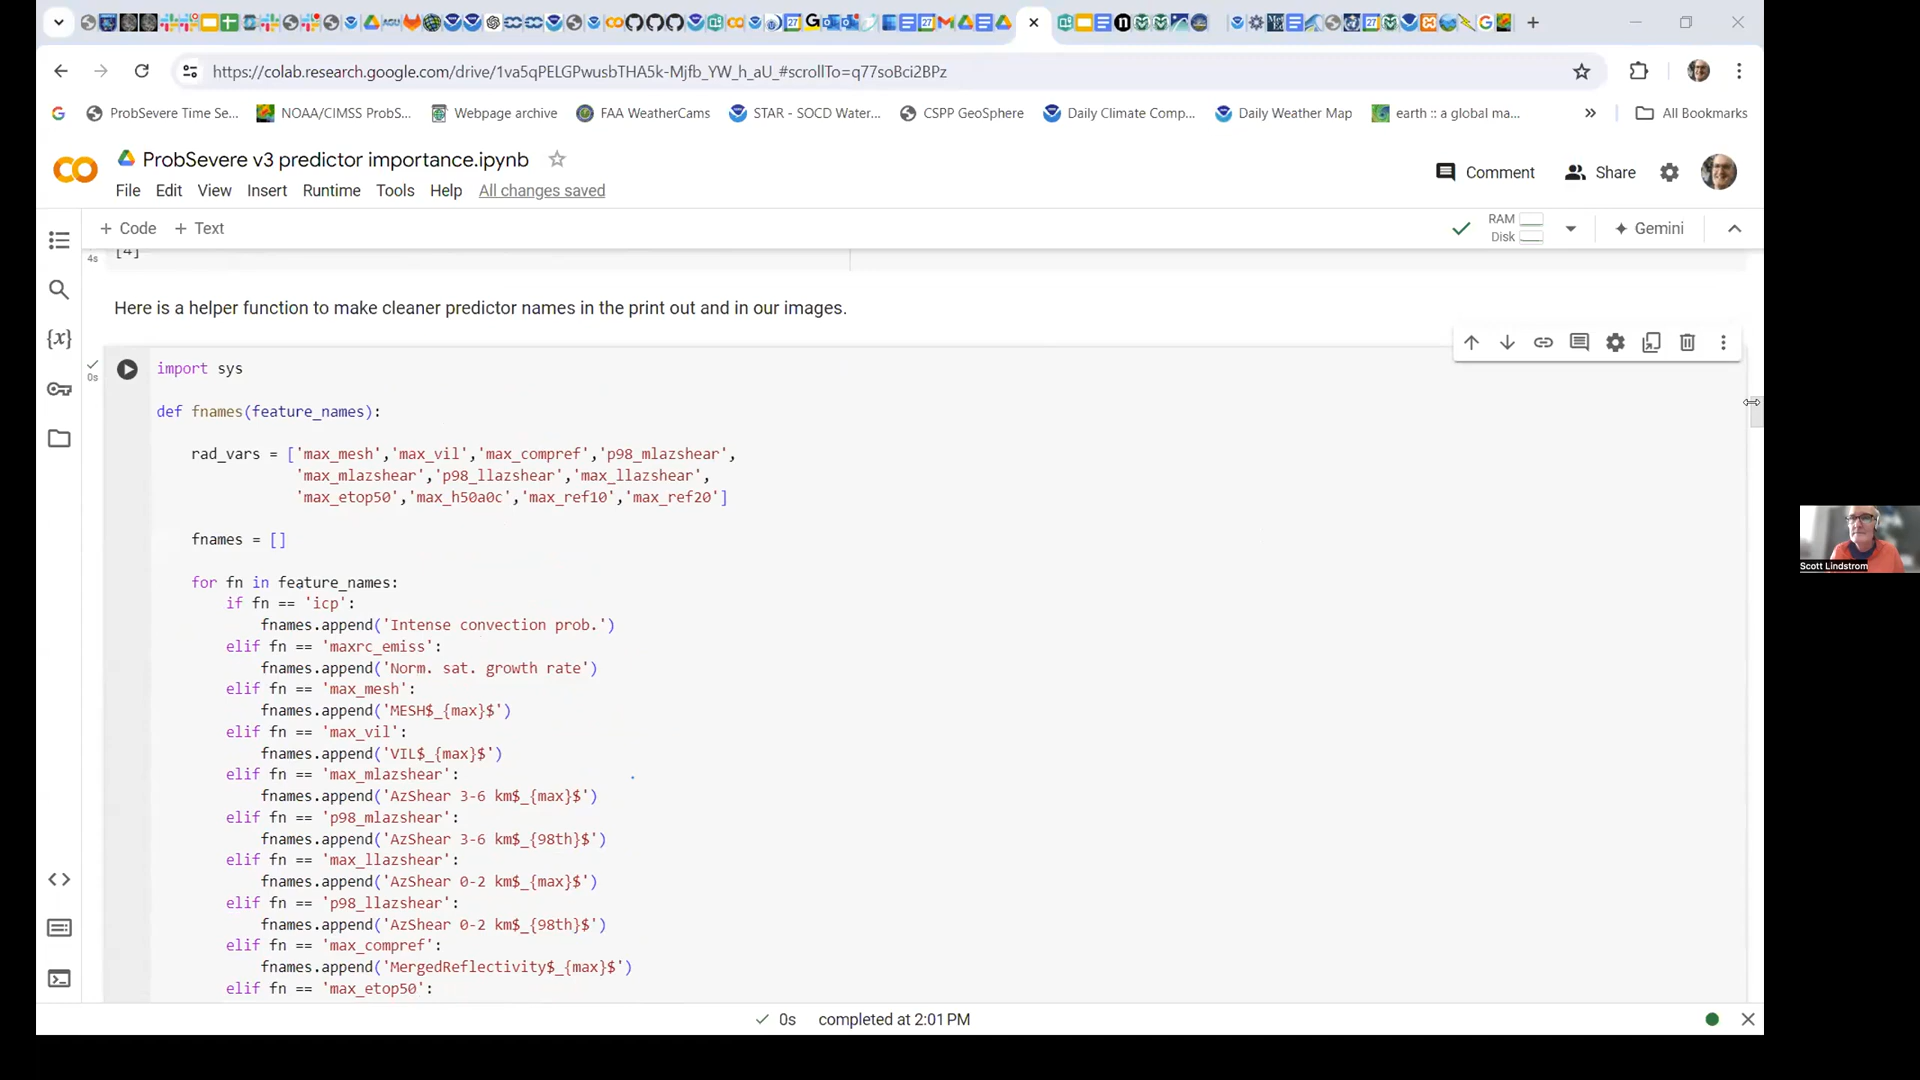 https://colab.research.google.com/drive/1va5qPELGPwusbTHA5k-Mjfb_YW_h_aU_#scrollTo=q77soBci2BPz
ProbSevere Time Se...
NOAA/CIMSS ProbS...
Webpage archive
FAA WeatherCams
STAR - SOCD Water...
CSPP GeoSphere
Daily Climate Comp...
Daily Weather Map
earth :: a global ma...
All Bookmarks
ProbSevere v3 predictor importance.ipynb
Comment
Share
File Edit View Insert Runtime Tools Help All changes saved
+ Code + Text
RAM
Disk
Gemini
[4]
4s
Here is a helper function to make cleaner predictor names in the print out and in our images.
0s
import sys
def fnames(feature_names):
rad_vars = ['max_mesh','max_vil','max_compref','p98_mlazshear',
'max_mlazshear','p98_llazshear','max_llazshear',
'max_etop50','max_h50a0c','max_ref10','max_ref20']
fnames = []
for fn in feature_names:
if fn == 'icp':
fnames.append('Intense convection prob.')
elif fn == 'maxrc_emiss':
fnames.append('Norm. sat. growth rate')
elif fn == 'max_mesh':
fnames.append('MESH$_{max}$')
elif fn == 'max_vil':
fnames.append('VIL$_{max}$')
elif fn == 'max_mlazshear':
fnames.append('AzShear 3-6 km$_{max}$')
elif fn == 'p98_mlazshear':
fnames.append('AzShear 3-6 km$_{98th}$')
elif fn == 'max_llazshear':
fnames.append('AzShear 0-2 km$_{max}$')
elif fn == 'p98_llazshear':
fnames.append('AzShear 0-2 km$_{98th}$')
elif fn == 'max_compref':
fnames.append('MergedReflectivity$_{max}$')
elif fn == 'max_etop50':
0s completed at 2:01 PM
Scott Lindstrom